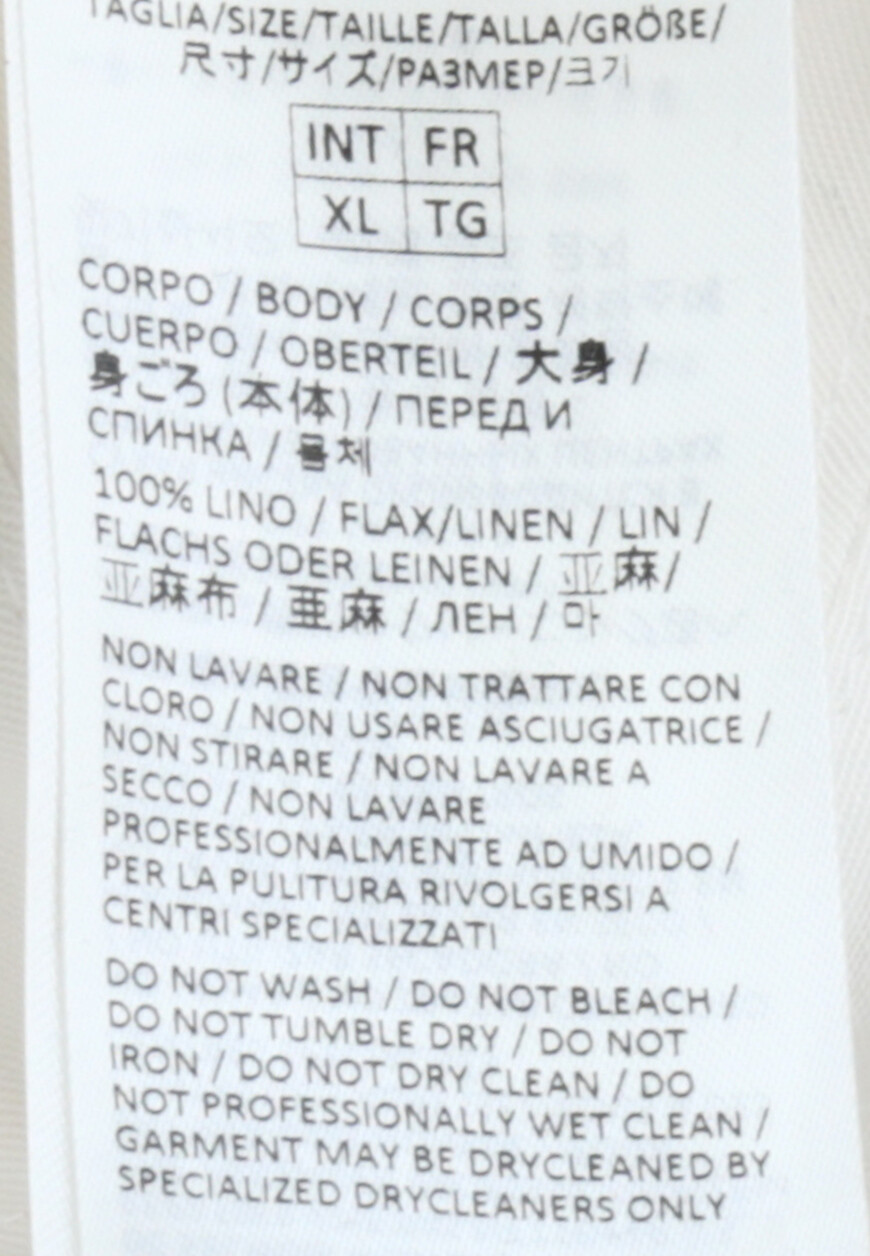 TAGLIA/SIZE/TAILLE/TALLA/GRÖßE/
尺寸/サイズ/РАЗМЕР/크기
INT FR
XL TG
CORPO / BODY / CORPS /
CUERPO / OBERTEIL / 大身 /
身ごろ (本体) / ПЕРЕД И
СПИНКА / 몸체
100% LINO / FLAX/LINEN / LIN /
FLACHS ODER LEINEN / 亚麻/
亚麻布 / 亜麻 / ЛЕН / 마
NON LAVARE / NON TRATTARE CON
CLORO / NON USARE ASCIUGATRICE /
NON STIRARE / NON LAVARE A
SECCO / NON LAVARE
PROFESSIONALMENTE AD UMIDO /
PER LA PULITURA RIVOLGERSI A
CENTRI SPECIALIZZATI
DO NOT WASH / DO NOT BLEACH /
DO NOT TUMBLE DRY / DO NOT
IRON / DO NOT DRY CLEAN / DO
NOT PROFESSIONALLY WET CLEAN /
GARMENT MAY BE DRYCLEANED BY
SPECIALIZED DRYCLEANERS ONLY